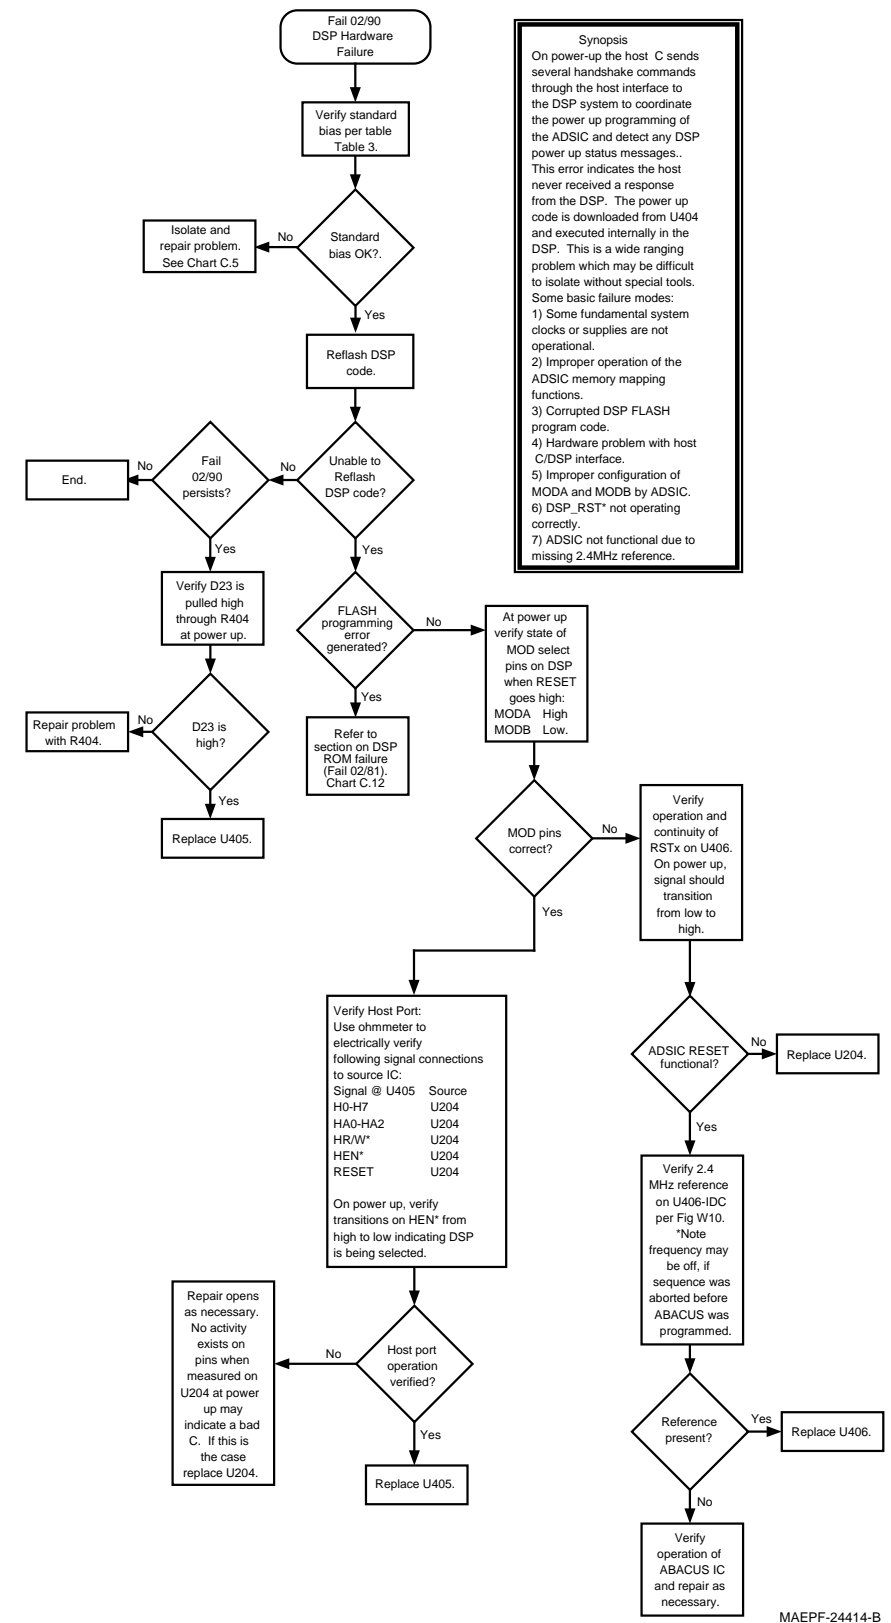 Fail 02/90
DSP Hardware
Failure
Verify standard
bias per table
Table 3.
Standard
bias OK?.
No
Isolate and
repair problem.
See Chart C.5
Yes
Reflash DSP
code.
Unable to
Reflash
DSP code?
No
Fail
02/90
persists?
No
End.
Yes
Verify D23 is
pulled high
through R404
at power up.
D23 is
high?
No
Repair problem
with R404.
Yes
Replace U405.
Yes
FLASH
programming
error
generated?
Yes
Refer to
section on DSP
ROM failure
(Fail 02/81).
Chart C.12
No
At power up
verify state of
MOD select
pins on DSP
when RESET
goes high:
MODA High
MODB Low.
MOD pins
correct?
No
Verify
operation and
continuity of
RSTx on U406.
On power up,
signal should
transition
from low to
high.
ADSIC RESET
functional?
No
Replace U204.
Yes
Verify 2.4
MHz reference
on U406-IDC
per Fig W10.
*Note
frequency may
be off, if
sequence was
aborted before
ABACUS was
programmed.
Reference
present?
Yes
Replace U406.
No
Verify
operation of
ABACUS IC
and repair as
necessary.
Yes
Verify Host Port:
Use ohmmeter to
electrically verify
following signal connections
to source IC:
Signal @ U405 Source
H0-H7 U204
HA0-HA2 U204
HR/W* U204
HEN* U204
RESET U204
On power up, verify
transitions on HEN* from
high to low indicating DSP
is being selected.
Host port
operation
verified?
No
Repair opens
as necessary.
No activity
exists on
pins when
measured on
U204 at power
up may
indicate a bad
C. If this is
the case
replace U204.
Yes
Replace U405.
Synopsis
On power-up the host C sends
several handshake commands
through the host interface to
the DSP system to coordinate
the power up programming of
the ADSIC and detect any DSP
power up status messages..
This error indicates the host
never received a response
from the DSP. The power up
code is downloaded from U404
and executed internally in the
DSP. This is a wide ranging
problem which may be difficult
to isolate without special tools.
Some basic failure modes:
1) Some fundamental system
clocks or supplies are not
operational.
2) Improper operation of the
ADSIC memory mapping
functions.
3) Corrupted DSP FLASH
program code.
4) Hardware problem with host
C/DSP interface.
5) Improper configuration of
MODA and MODB by ADSIC.
6) DSP_RST* not operating
correctly.
7) ADSIC not functional due to
missing 2.4MHz reference.
MAEPF-24414-B